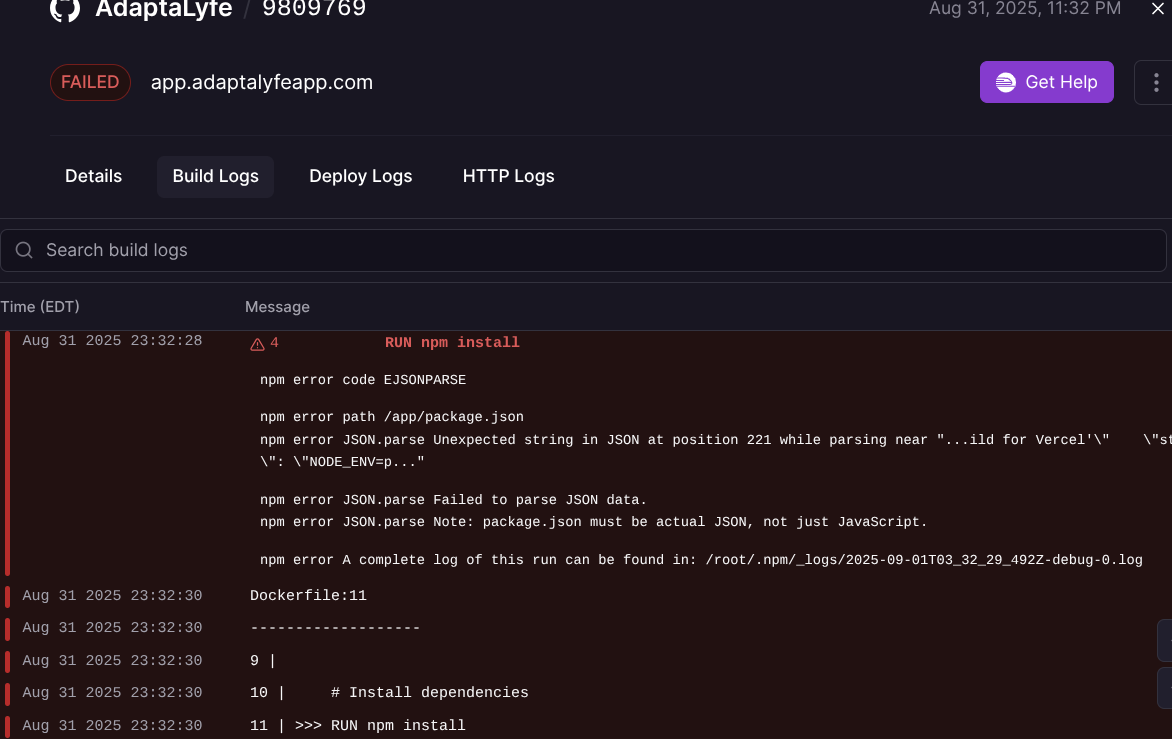 AdaptaLyfe / 9809769
Aug 31, 2025, 11:32 PM
FAILED
app.adaptalyfeapp.com
Get Help
Details
Build Logs
Deploy Logs
HTTP Logs
Search build logs
Time (EDT)
Message
Aug 31 2025 23:32:28
4
RUN npm install
npm error code EJSONPARSE
npm error path /app/package.json
npm error JSON.parse Unexpected string in JSON at position 221 while parsing near "...ild for Vercel'\"    \"st
\": \"NODE_ENV=p..."
npm error JSON.parse Failed to parse JSON data.
npm error JSON.parse Note: package.json must be actual JSON, not just JavaScript.
npm error A complete log of this run can be found in: /root/.npm/_logs/2025-09-01T03_32_29_492Z-debug-0.log
Aug 31 2025 23:32:30 Dockerfile:11
Aug 31 2025 23:32:30 -------------------
Aug 31 2025 23:32:30 9 |
Aug 31 2025 23:32:30 10 |     # Install dependencies
Aug 31 2025 23:32:30 11 | >>> RUN npm install